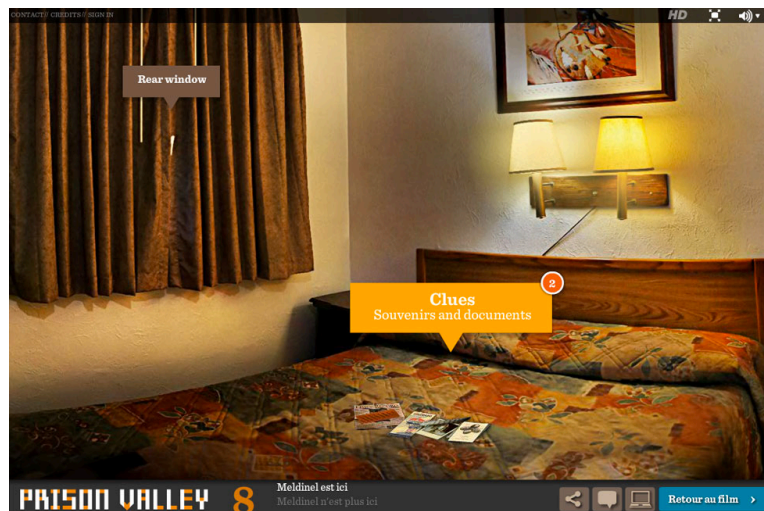 CONTACT// CREDITS// SIGN IN
HD
Rear window
2
Clues
Souvenirs and documents
PRISON VALLEY 8
Meldinel est ici
Meldinel n'est plus ici
Retour au film